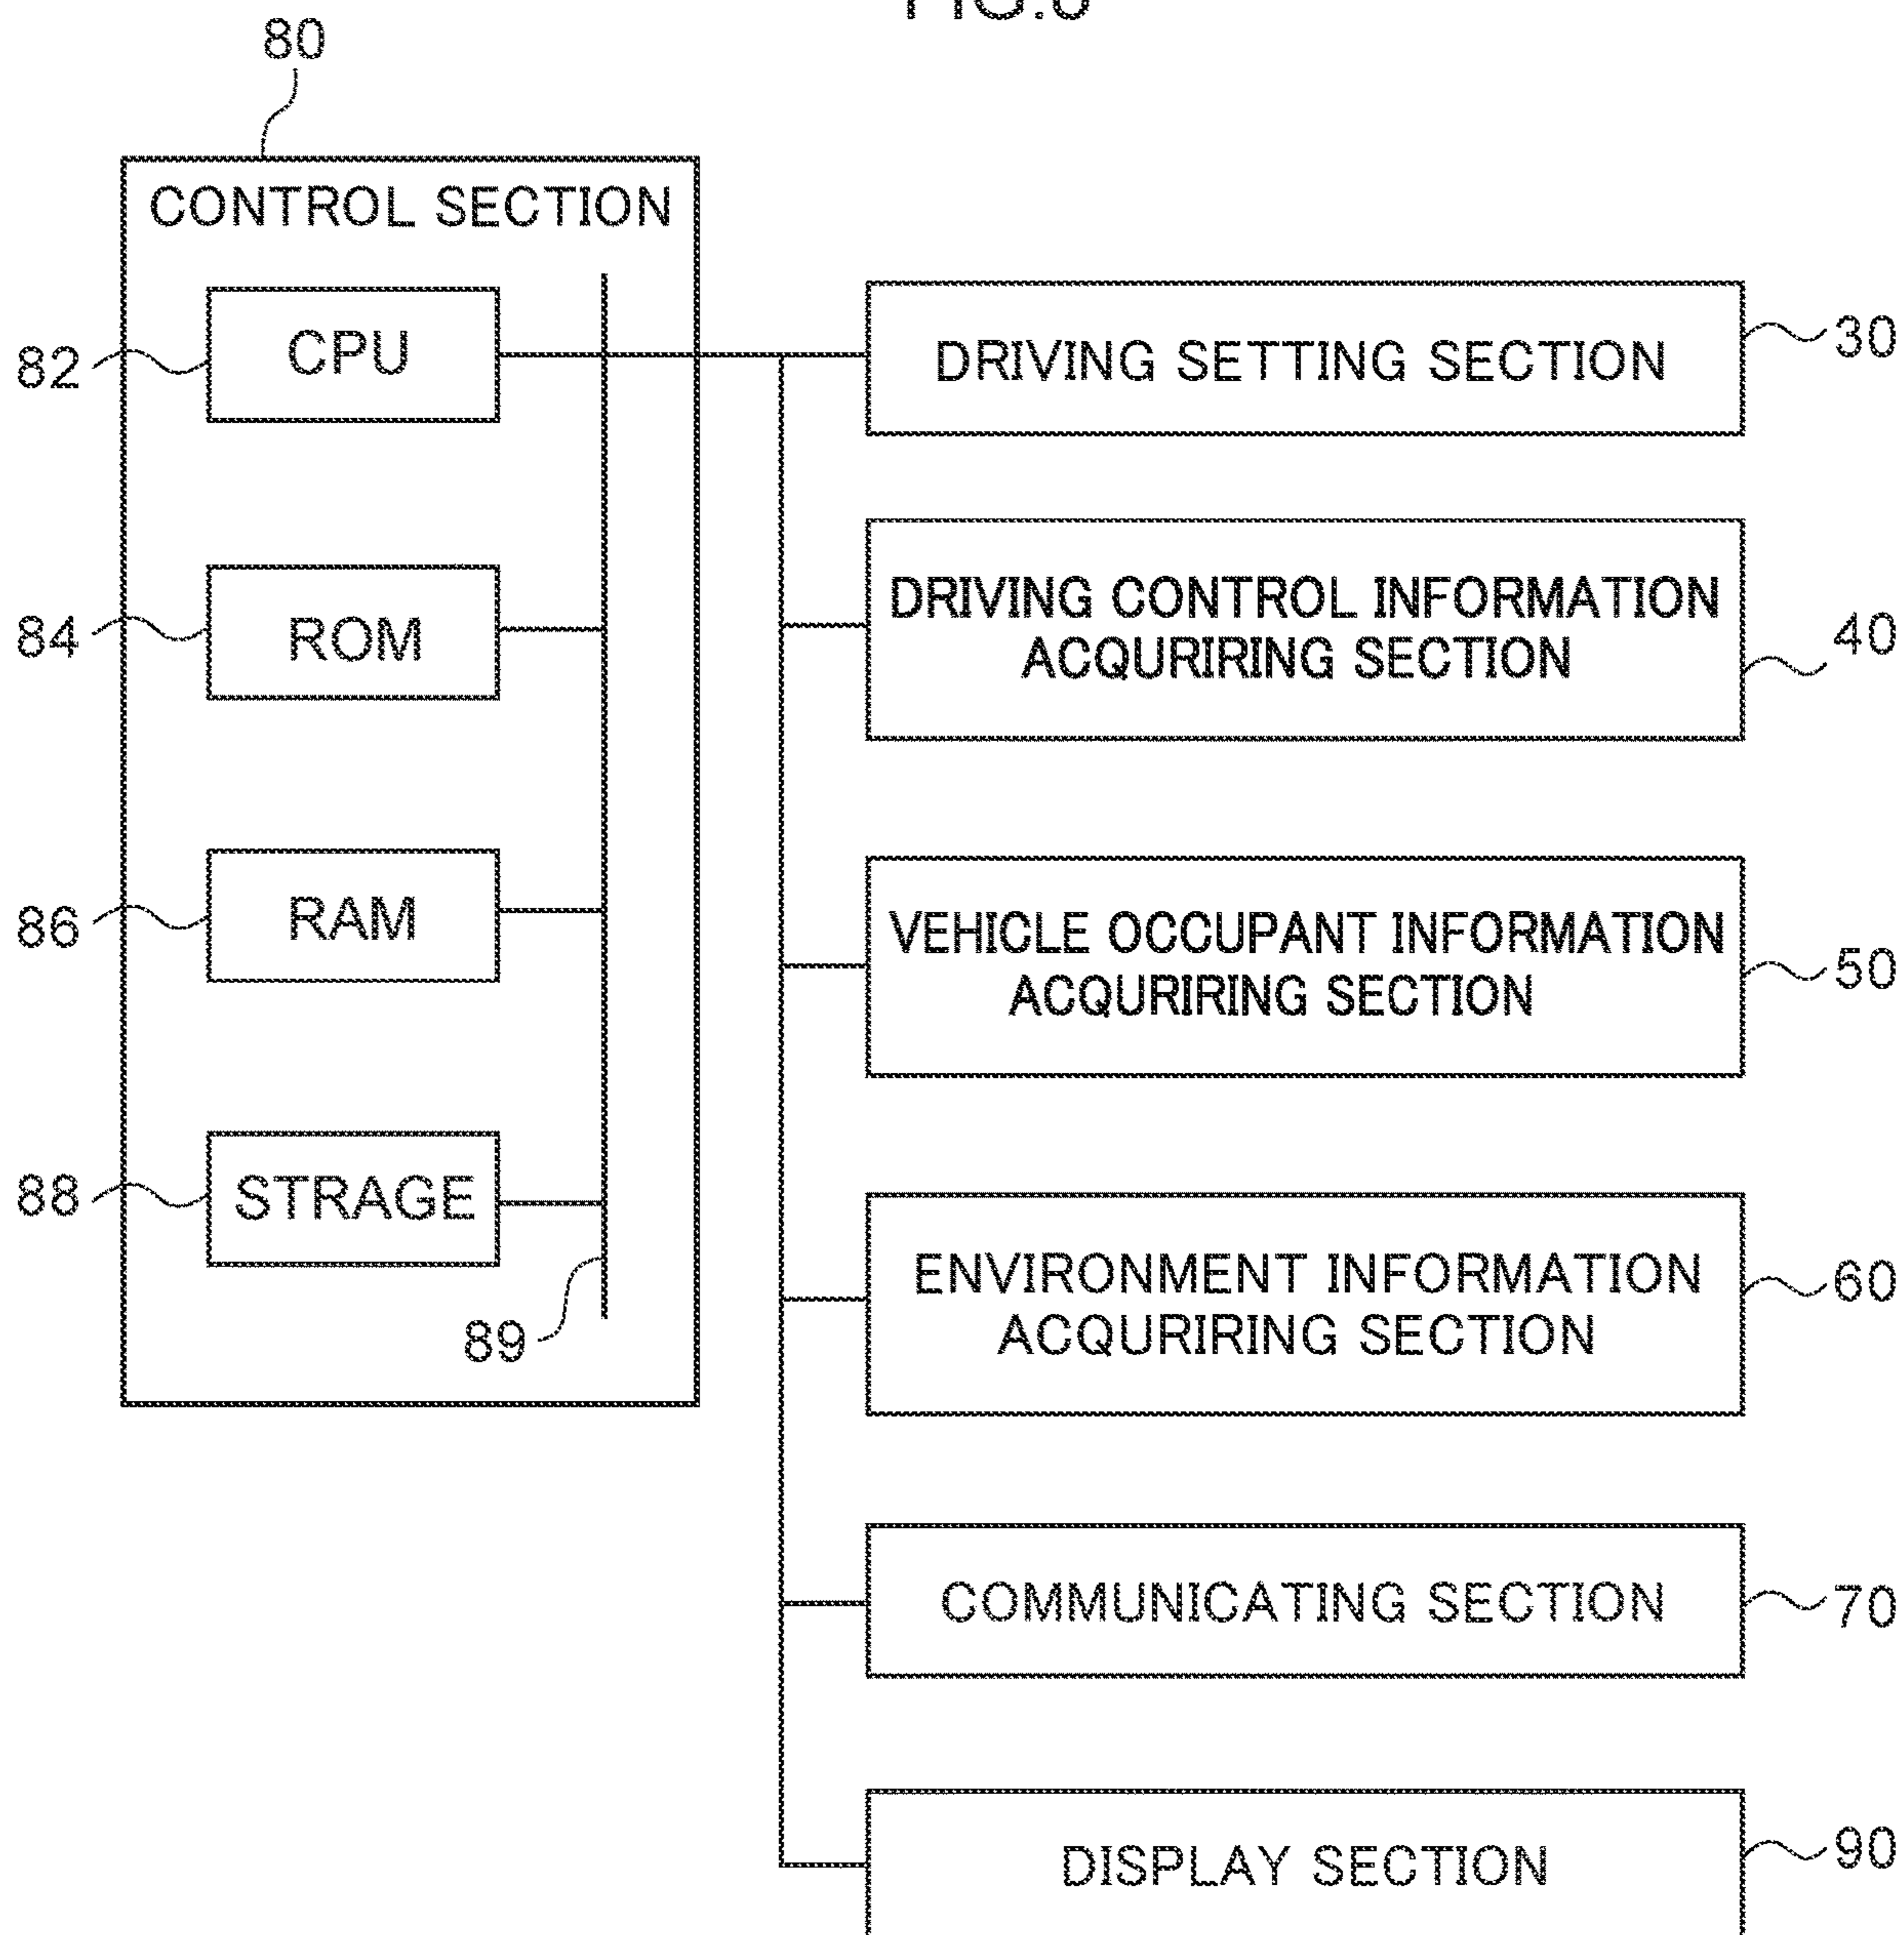 80
CONTROL SECTION
82
CPU
84
ROM
86
RAM
88
STRAGE
89
DRIVING SETTING SECTION
30
DRIVING CONTROL INFORMATION
ACQURIRING SECTION
40
VEHICLE OCCUPANT INFORMATION
ACQURIRING SECTION
50
ENVIRONMENT INFORMATION
ACQURIRING SECTION
60
COMMUNICATING SECTION
70
DISPLAY SECTION
90